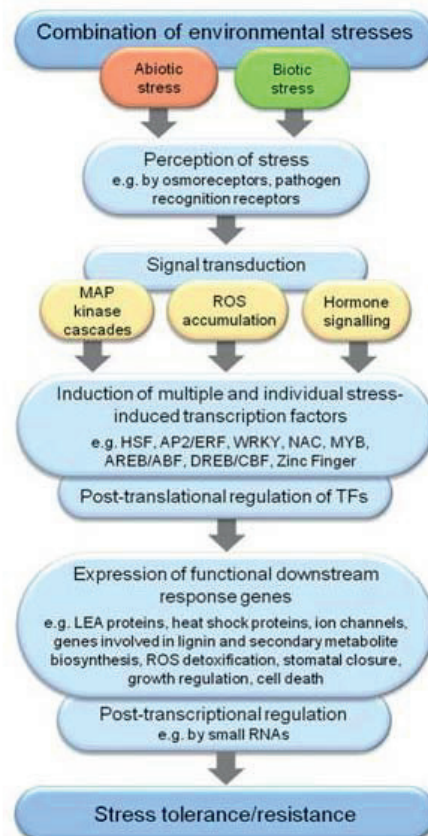 Combination of environmental stresses
Abiotic
stress
Biotic
stress
Perception of stress
e.g. by osmoreceptors, pathogen
recognition receptors
Signal transduction
MAP
kinase
cascades
ROS
accumulation
Hormone
signalling
Induction of multiple and individual stress-
induced transcription factors
e.g. HSF, AP2/ERF, WRKY, NAC, MYB,
AREB/ABF, DREB/CBF, Zinc Finger
Post-translational regulation of TFs
Expression of functional downstream
response genes
e.g. LEA proteins, heat shock proteins, ion channels,
genes involved in lignin and secondary metabolite
biosynthesis, ROS detoxification, stomatal closure,
growth regulation, cell death
Post-transcriptional regulation
e.g. by small RNAs
Stress tolerance/resistance